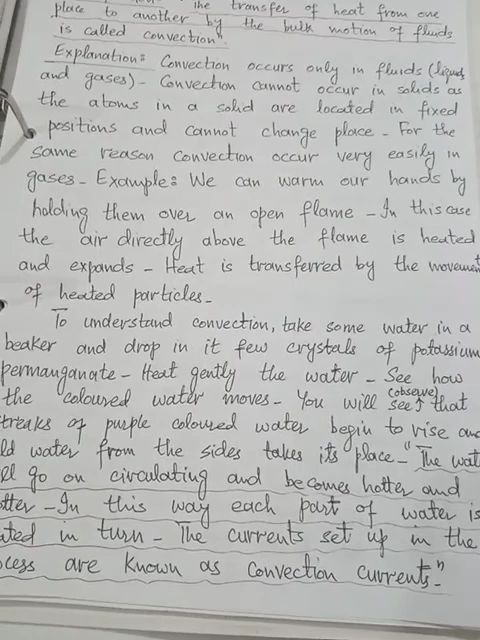 The transfer of heat from one
place to another by the bulk motion of fluids
is called convection".
Explanation: Convection occurs only in fluids (liquids
and gases)- Convection cannot occur in solids as
the atoms in a solid are located in fixed
positions and cannot change place - For the
same reason convection occur very easily in
gases - Example: We can warm our hands by
holding them over an open flame - In this case
the air directly above the flame is heated
and expands - Heat is transferred by the movement
of heated particles -
To understand convection, take some water in a
beaker and drop in it few crystals of potassium
permanganate - Heat gently the water - See how
the coloured water moves - You will see (observe) that
treaks of purple coloured water begin to rise and
ld water from the sides takes its place - "The wat
ll go on circulating and becomes hotter and
tter - In this way each part of water is
ated in turn - The currents set up in the
cess are known as convection currents -"